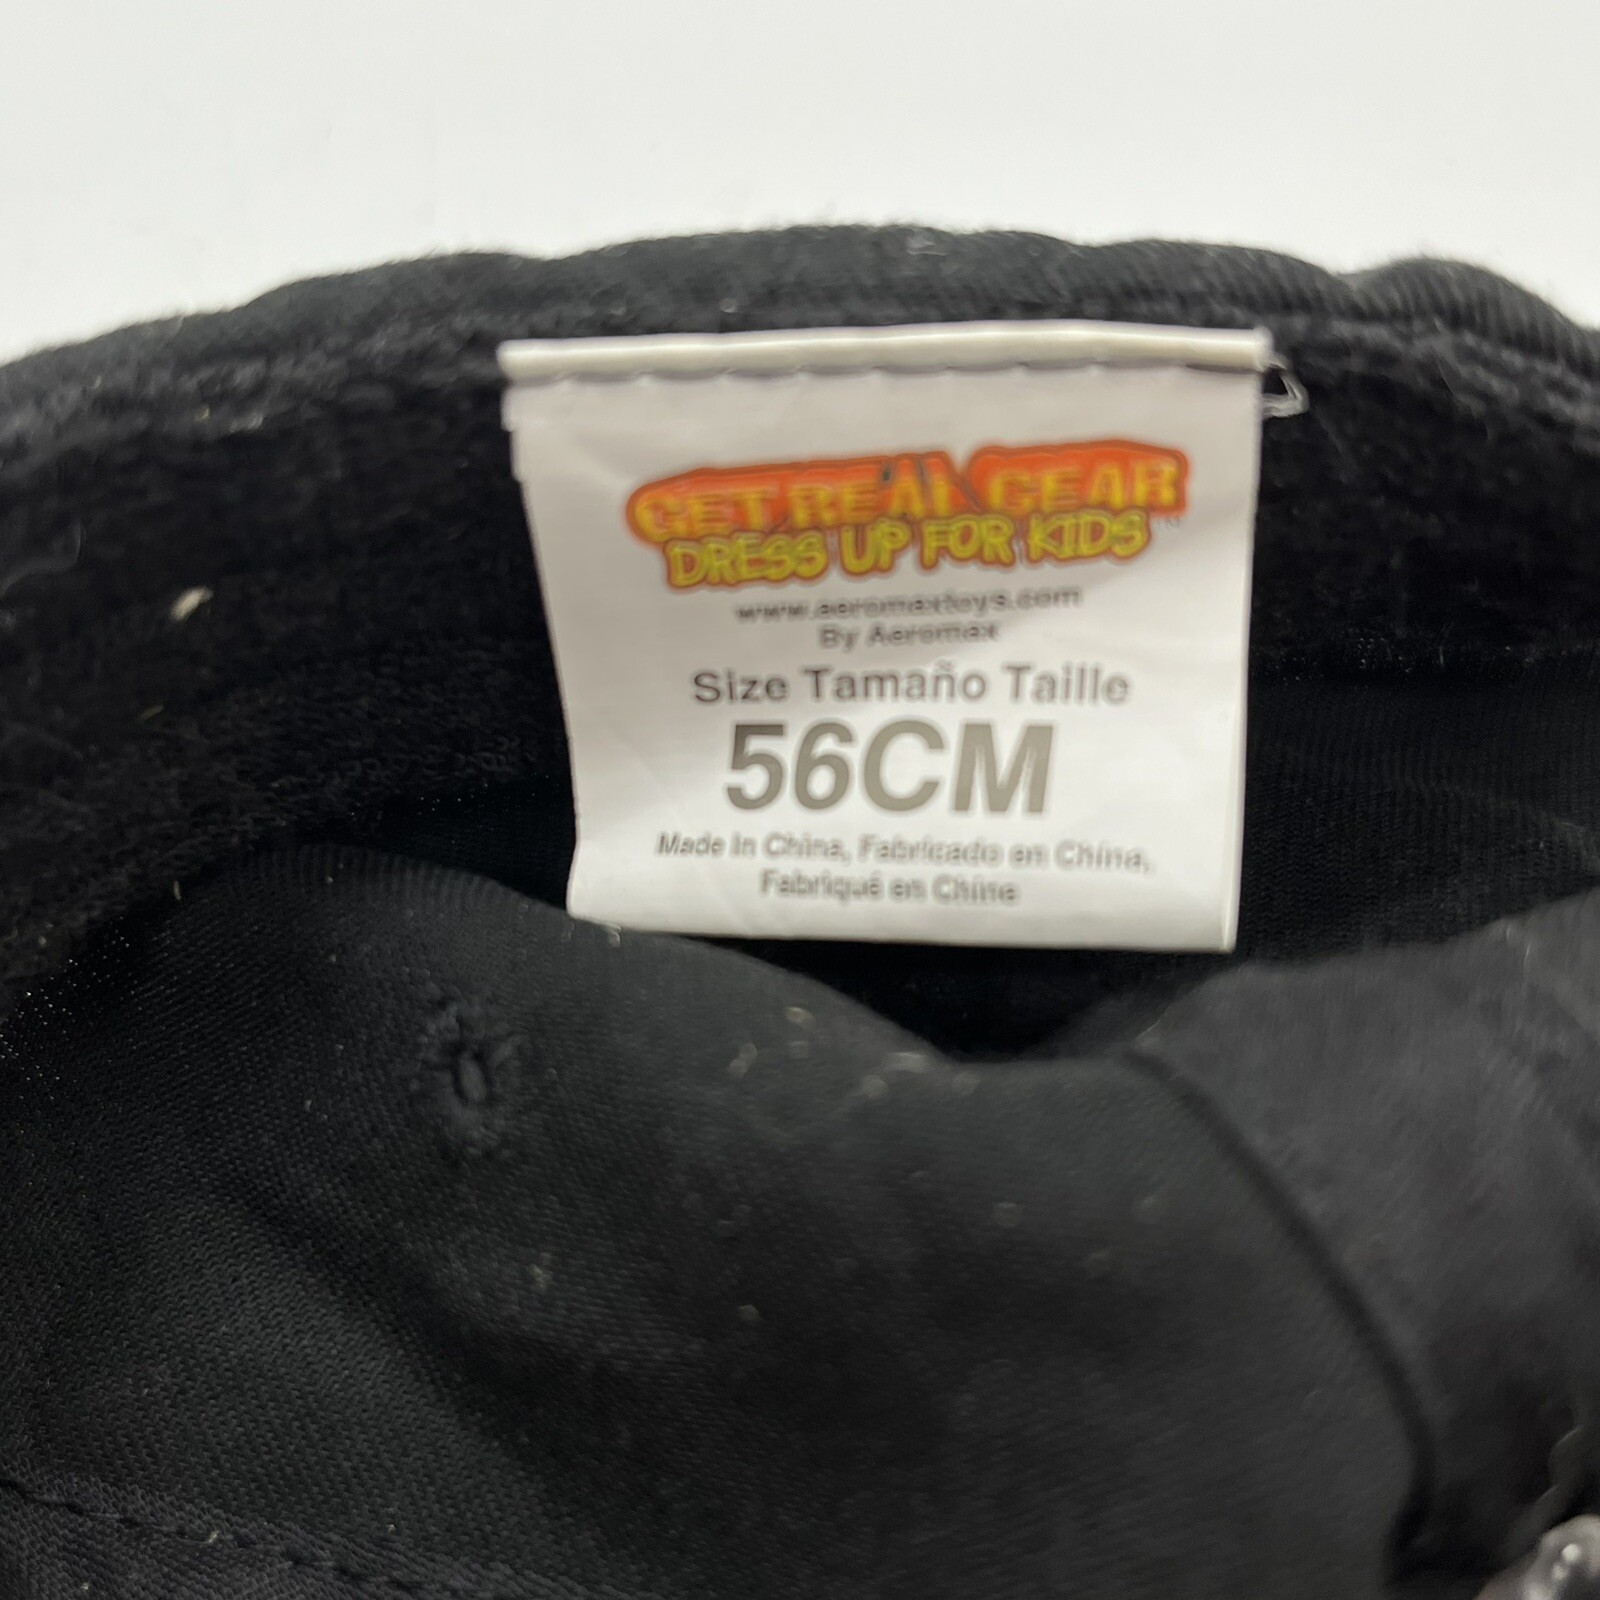 GET REAL GEAR
DRESS UP FOR KIDS™
www.aeromaxtoys.com
By Aeromax
Size Tamaño Taille
56CM
Made In China, Fabricado en China,
Fabriqué en Chine